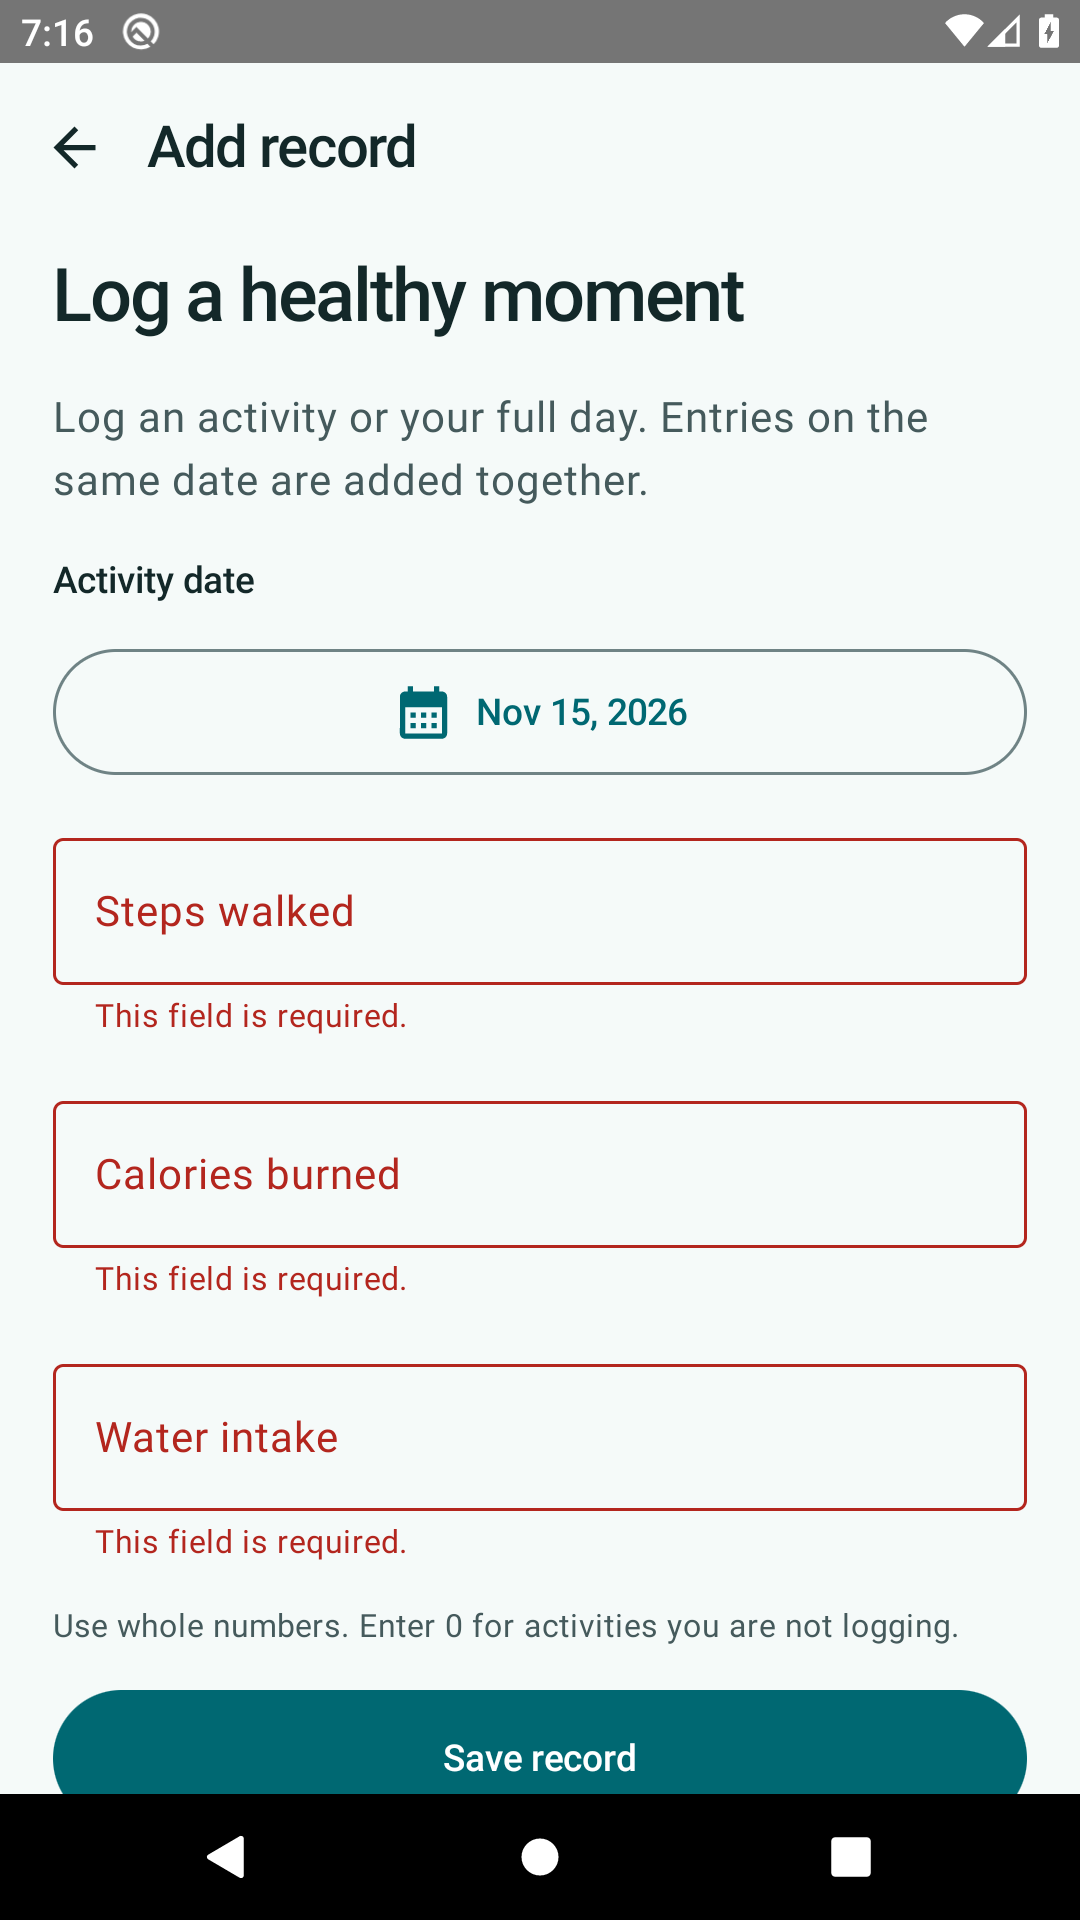 7:16
Add record
Log a healthy moment
Log an activity or your full day. Entries on the
same date are added together.
Activity date
Nov 15, 2026
Steps walked
This field is required.
Calories burned
This field is required.
Water intake
This field is required.
Use whole numbers. Enter 0 for activities you are not logging.
Save record